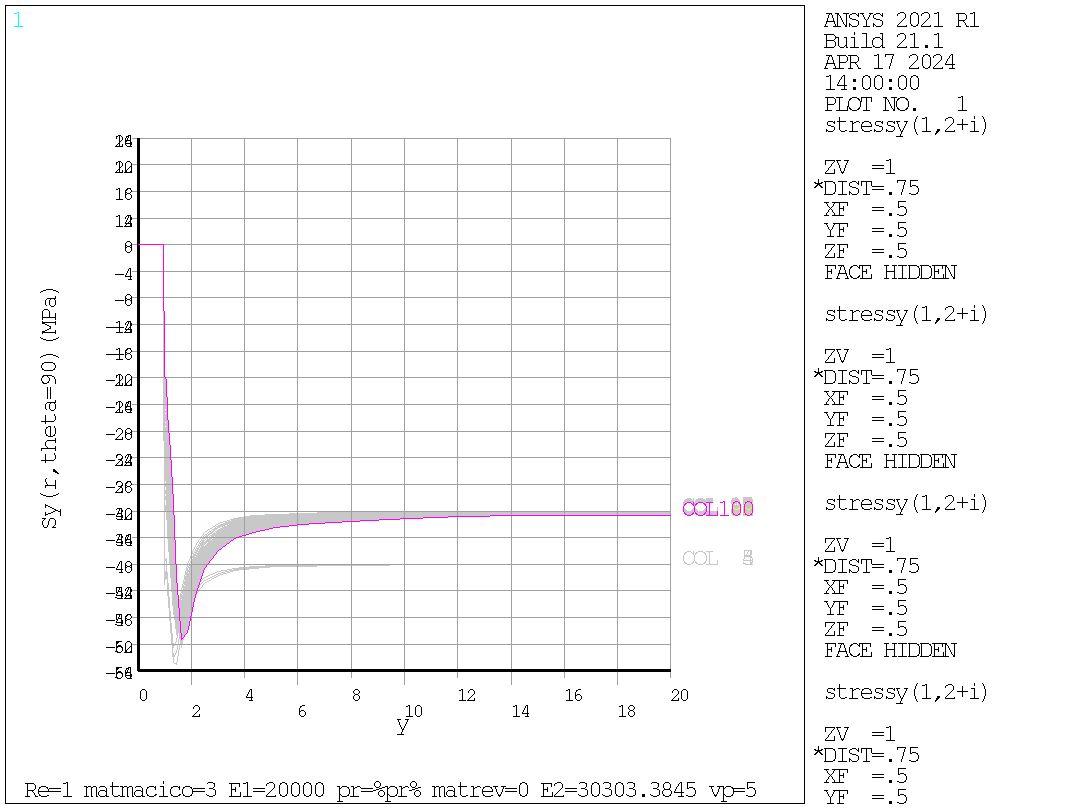 1
ANSYS 2021 R1
Build 21.1
APR 17 2024
14:00:00
PLOT NO. 1
stressy(1,2+i)
ZV =1
*DIST=.75
XF =.5
YF =.5
ZF =.5
FACE HIDDEN
stressy(1,2+i)
ZV =1
*DIST=.75
XF =.5
YF =.5
ZF =.5
FACE HIDDEN
stressy(1,2+i)
ZV =1
*DIST=.75
XF =.5
YF =.5
ZF =.5
FACE HIDDEN
stressy(1,2+i)
ZV =1
*DIST=.75
XF =.5
YF =.5
Sy(r,theta=90)(MPa)
-4
COL100
COL
0 2 4 6 8 10 12 14 16 18 20
y
Re=1 matmacico=3 E1=20000 pr=%pr% matrev=0 E2=30303.3845 vp=5